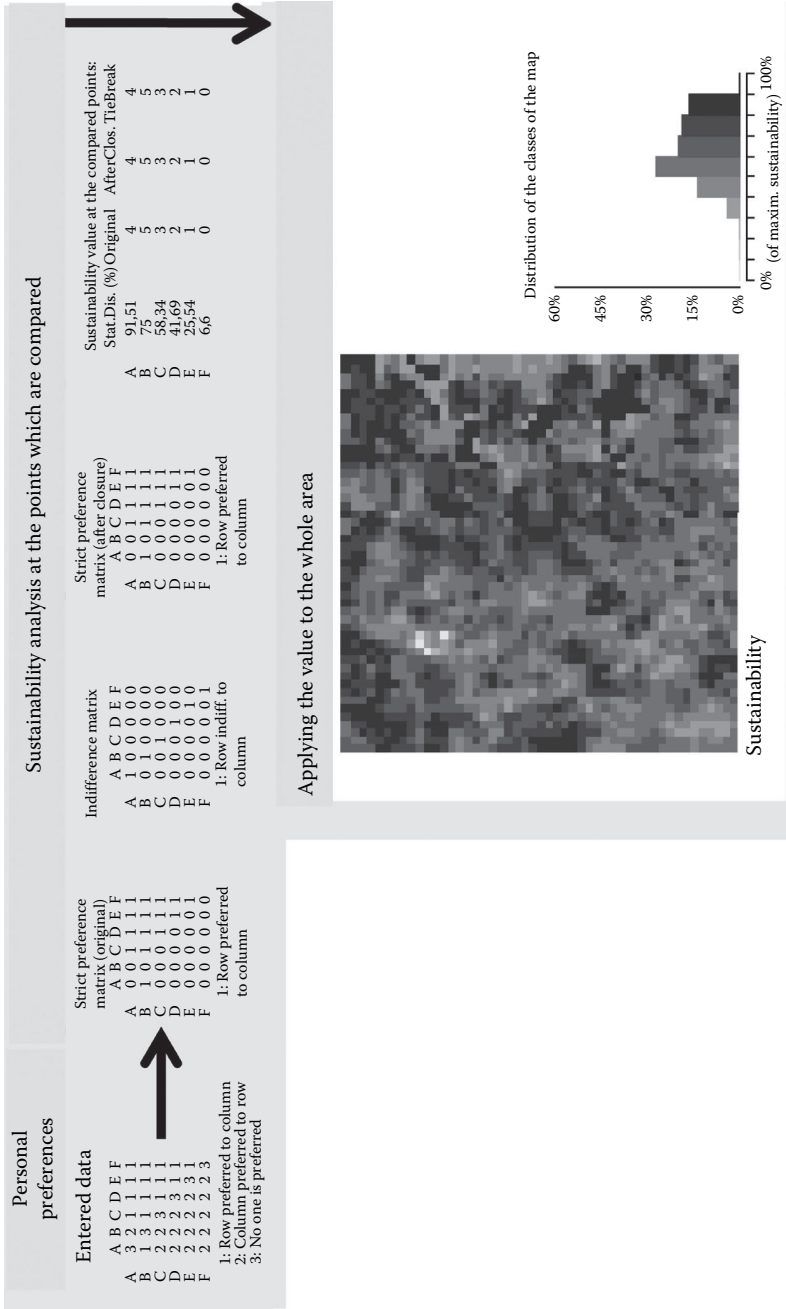 Personal
preferences
Entered data
A B C D E F
A 3 2 1 1 1 1
B 1 3 1 1 1 1
C 2 2 3 1 1 1
D 2 2 2 3 1 1
E 2 2 2 2 3 1
F 2 2 2 2 2 3
1: Row preferred to column
2: Column preferred to row
3: No one is preferred
Sustainability analysis at the points which are compared
Strict preference
matrix (original)
A B C D E F
A 0 0 1 1 1 1
B 1 0 1 1 1 1
C 0 0 0 1 1 1
D 0 0 0 0 1 1
E 0 0 0 0 0 1
F 0 0 0 0 0 0
1: Row preferred
to column
Indifference matrix
A B C D E F
A 1 0 0 0 0 0
B 0 1 0 0 0 0
C 0 0 1 0 0 0
D 0 0 0 1 0 0
E 0 0 0 0 1 0
F 0 0 0 0 0 1
1: Row indiff. to
column
Strict preference
matrix (after closure)
A B C D E F
A 0 0 1 1 1 1
B 1 0 1 1 1 1
C 0 0 0 1 1 1
D 0 0 0 0 1 1
E 0 0 0 0 0 1
F 0 0 0 0 0 0
1: Row preferred
to column
Sustainability value at the compared points:
Stat.Dis. (%) Original AfterClos. TieBreak
A 91,51 4 4 4
B 75 5 5 5
C 58,34 3 3 3
D 41,69 2 2 2
E 25,54 1 1 1
F 6,6 0 0 0
Applying the value to the whole area
Sustainability
Distribution of the classes of the map
60%
45%
30%
15%
0%
0% (of maxim. sustainability) 100%